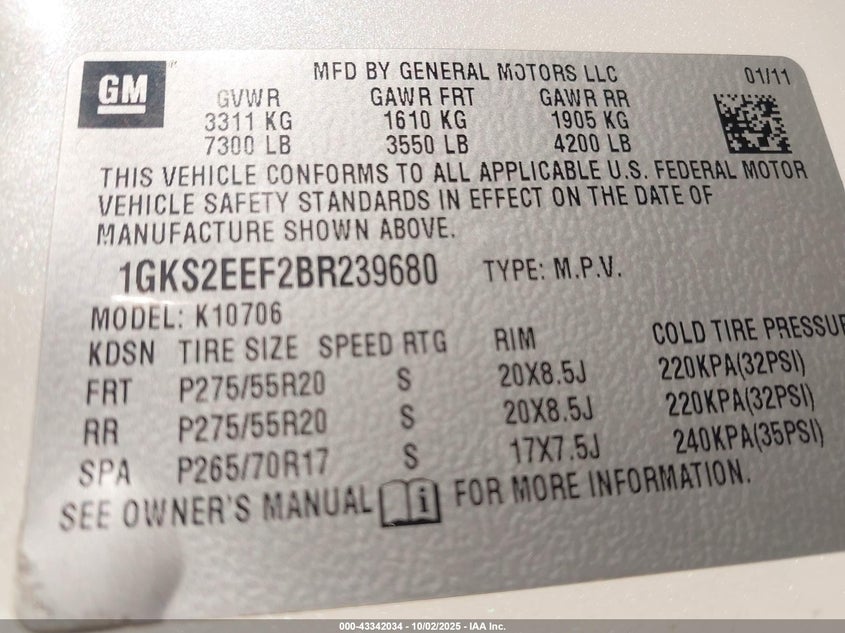 GM
MFD BY GENERAL MOTORS LLC 01/11
GVWR GAWR FRT GAWR RR
3311 KG 1610 KG 1905 KG
7300 LB 3550 LB 4200 LB
THIS VEHICLE CONFORMS TO ALL APPLICABLE U.S. FEDERAL MOTOR
VEHICLE SAFETY STANDARDS IN EFFECT ON THE DATE OF
MANUFACTURE SHOWN ABOVE.
1GKS2EEF2BR239680 TYPE: M.P.V.
MODEL: K10706
KDSN TIRE SIZE SPEED RTG RIM COLD TIRE PRESSUR
FRT P275/55R20 S 20X8.5J 220KPA(32PSI)
RR P275/55R20 S 20X8.5J 220KPA(32PSI)
SPA P265/70R17 S 17X7.5J 240KPA(35PSI)
SEE OWNER'S MANUAL i FOR MORE INFORMATION.
000-43342034 - 10/02/2025 - IAA Inc.